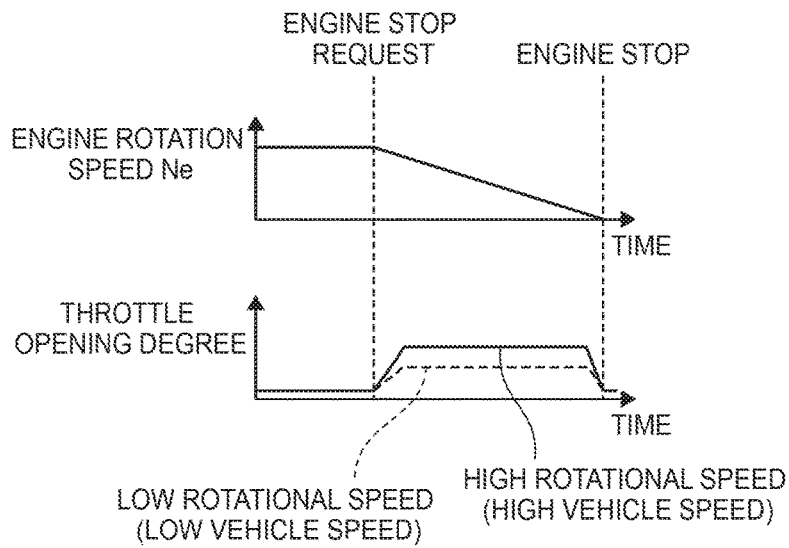 ENGINE STOP
REQUEST
ENGINE STOP
ENGINE ROTATION
SPEED Ne
TIME
THROTTLE
OPENING DEGREE
TIME
LOW ROTATIONAL SPEED
(LOW VEHICLE SPEED)
HIGH ROTATIONAL SPEED
(HIGH VEHICLE SPEED)